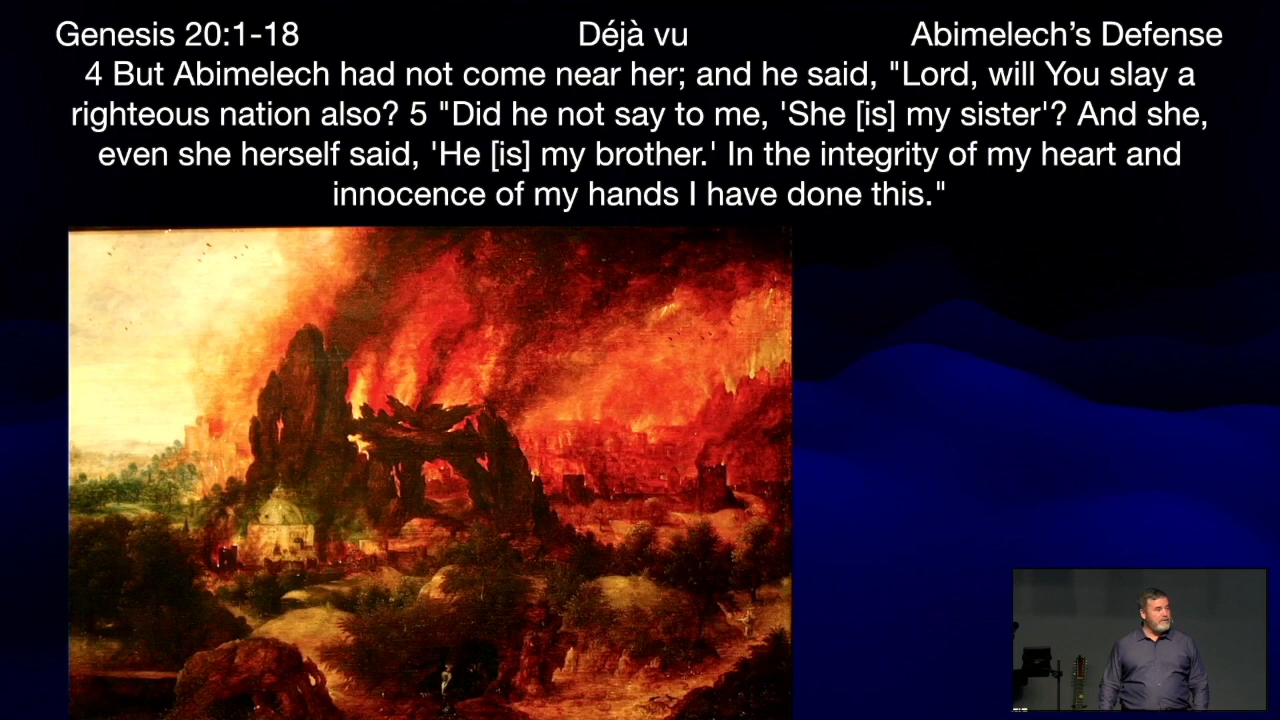 Genesis 20:1-18 Déjà vu Abimelech’s Defense
4 But Abimelech had not come near her; and he said, "Lord, will You slay a
righteous nation also? 5 "Did he not say to me, 'She [is] my sister'? And she,
even she herself said, 'He [is] my brother.' In the integrity of my heart and
innocence of my hands I have done this."